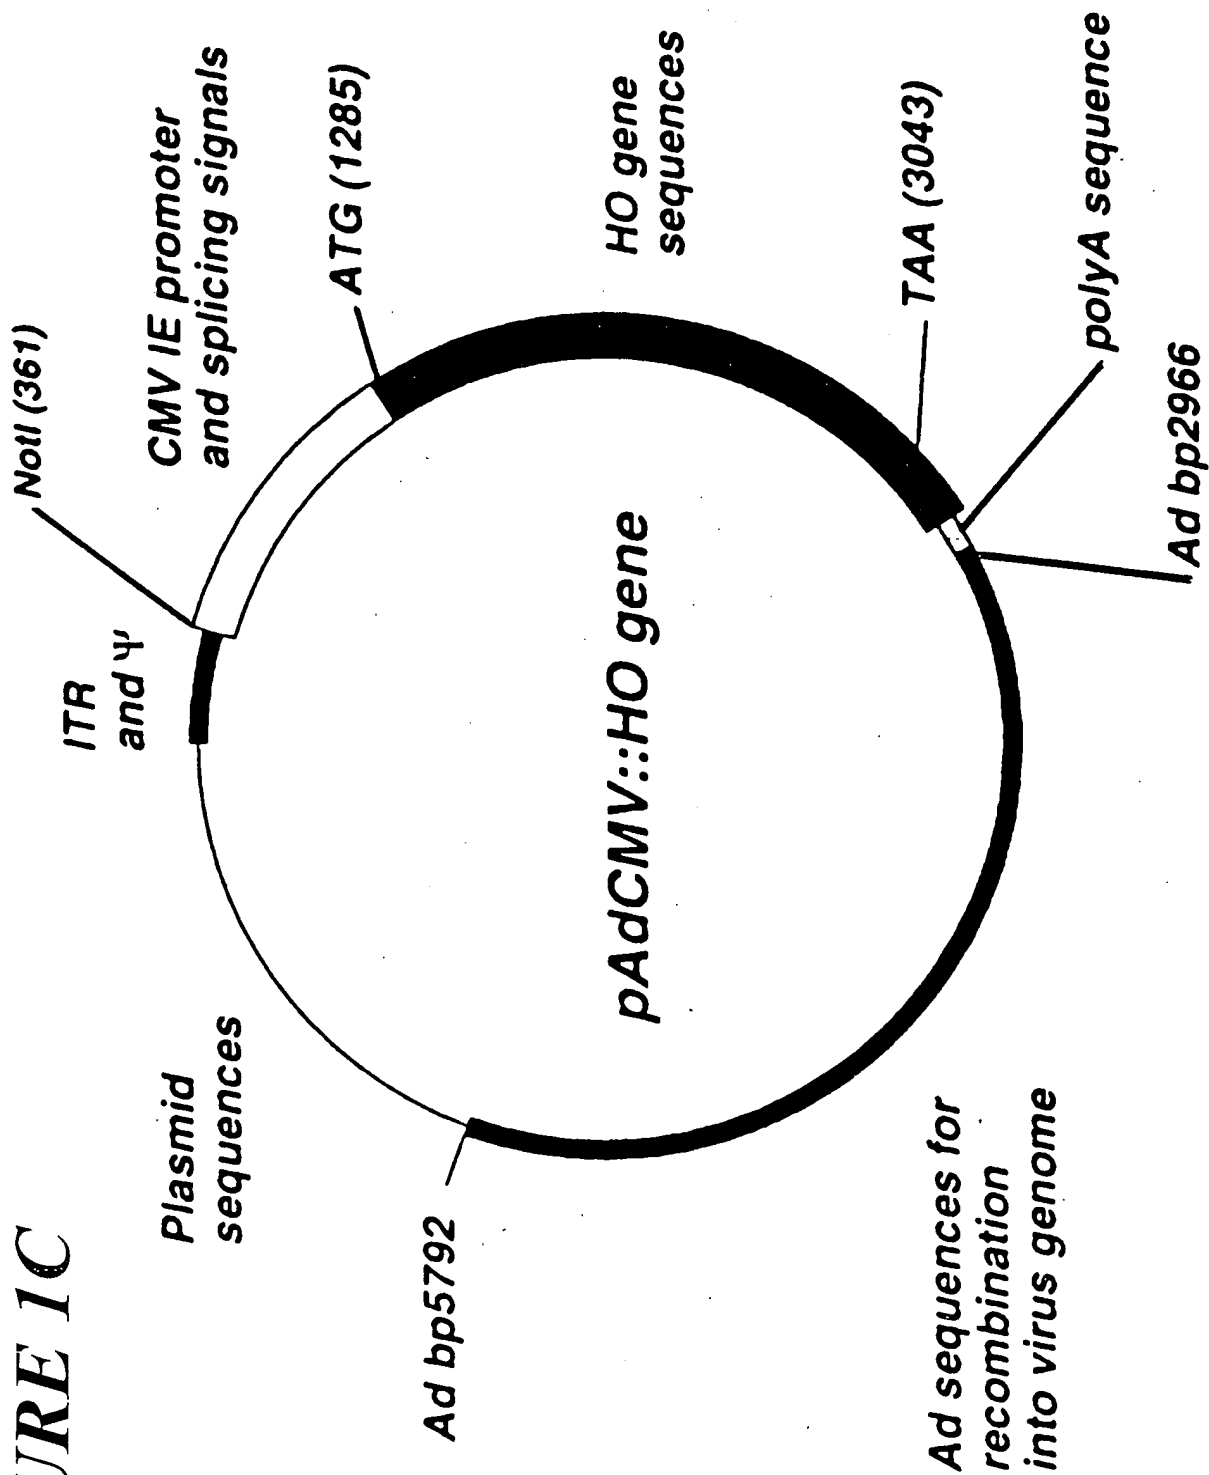 URE 1C
NotI (361)
ITR
and Ψ
CMV IE promoter
and splicing signals
Plasmid
sequences
ATG (1285)
Ad bp5792
HO gene
sequences
pAdCMV::HO gene
TAA (3043)
Ad sequences for
recombination
into virus genome
polyA sequence
Ad bp2966